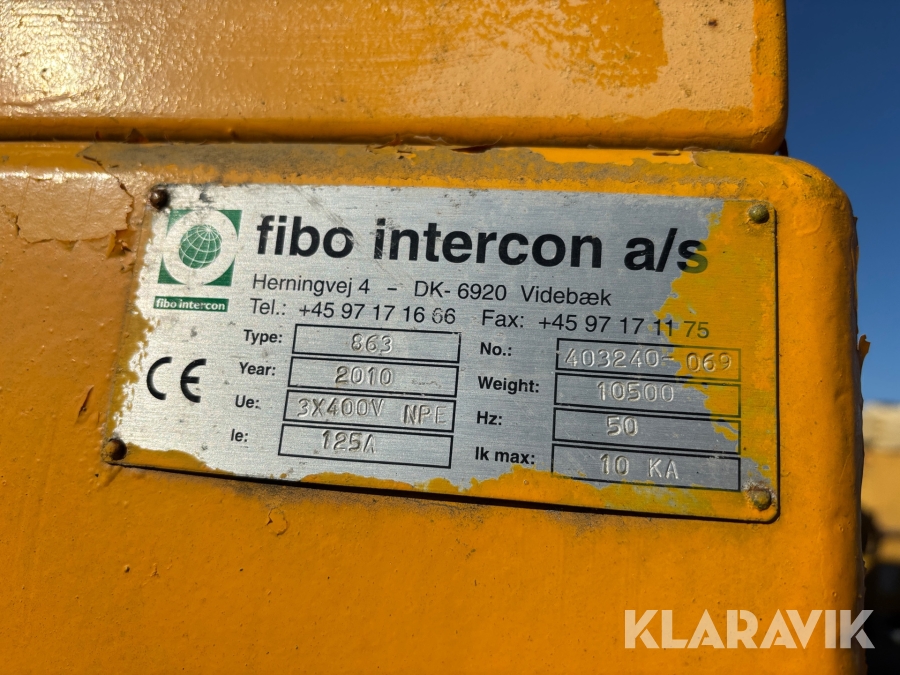 fibo intercon a/s
fibo intercon
Herningvej 4 - DK- 6920 Videbæk
Tel.: +45 97 17 16 66 Fax: +45 97 17 11 75
CE
Type: 863
No.: 403240-069
Year: 2010
Weight: 10500
Ue: 3X400V NPE
Hz: 50
Ie: 125A
Ik max: 10 KA
KLARAVIK